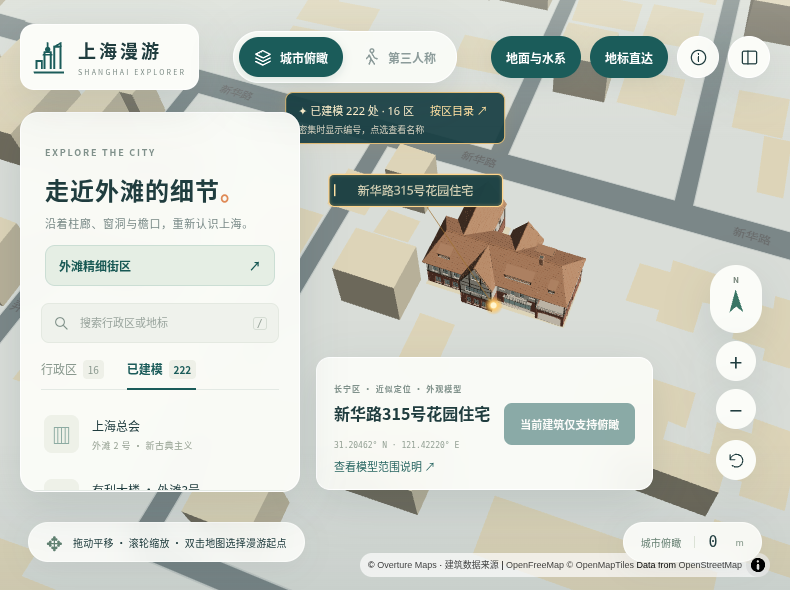 上海漫游
SHANGHAI EXPLORER
城市俯瞰
第三人称
地面与水系
地标直达
新华路
✦ 已建模 222 处 · 16 区 按区目录 ↗
密集时显示编号，点选查看名称
新华路
新华路315号花园住宅
新华路
EXPLORE THE CITY
走近外滩的细节。
沿着柱廊、窗洞与檐口，重新认识上海。
外滩精细街区 ↗
搜索行政区或地标 /
行政区 16 已建模 222
上海总会
外滩 2 号 · 新古典主义
有利大楼 · 外滩3号
N
长宁区 · 近似定位 · 外观模型
新华路315号花园住宅
当前建筑仅支持俯瞰
31.20462° N · 121.42220° E
查看模型范围说明 ↗
拖动平移 · 滚轮缩放 · 双击地图选择漫游起点
城市俯瞰 0 m
© Overture Maps · 建筑数据来源 | OpenFreeMap © OpenMapTiles Data from OpenStreetMap